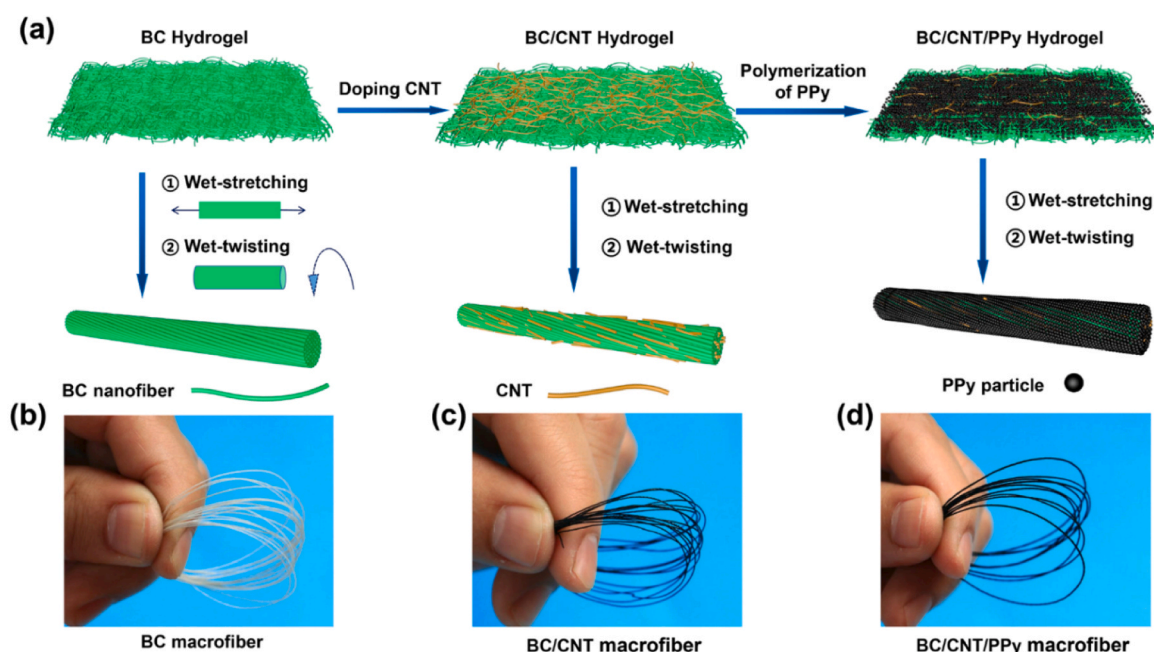 (a)
BC Hydrogel
BC/CNT Hydrogel
BC/CNT/PPy Hydrogel
Doping CNT
Polymerization
of PPy
① Wet-stretching
② Wet-twisting
① Wet-stretching
② Wet-twisting
① Wet-stretching
② Wet-twisting
BC nanofiber
CNT
PPy particle
(b)
(c)
(d)
BC macrofiber
BC/CNT macrofiber
BC/CNT/PPy macrofiber